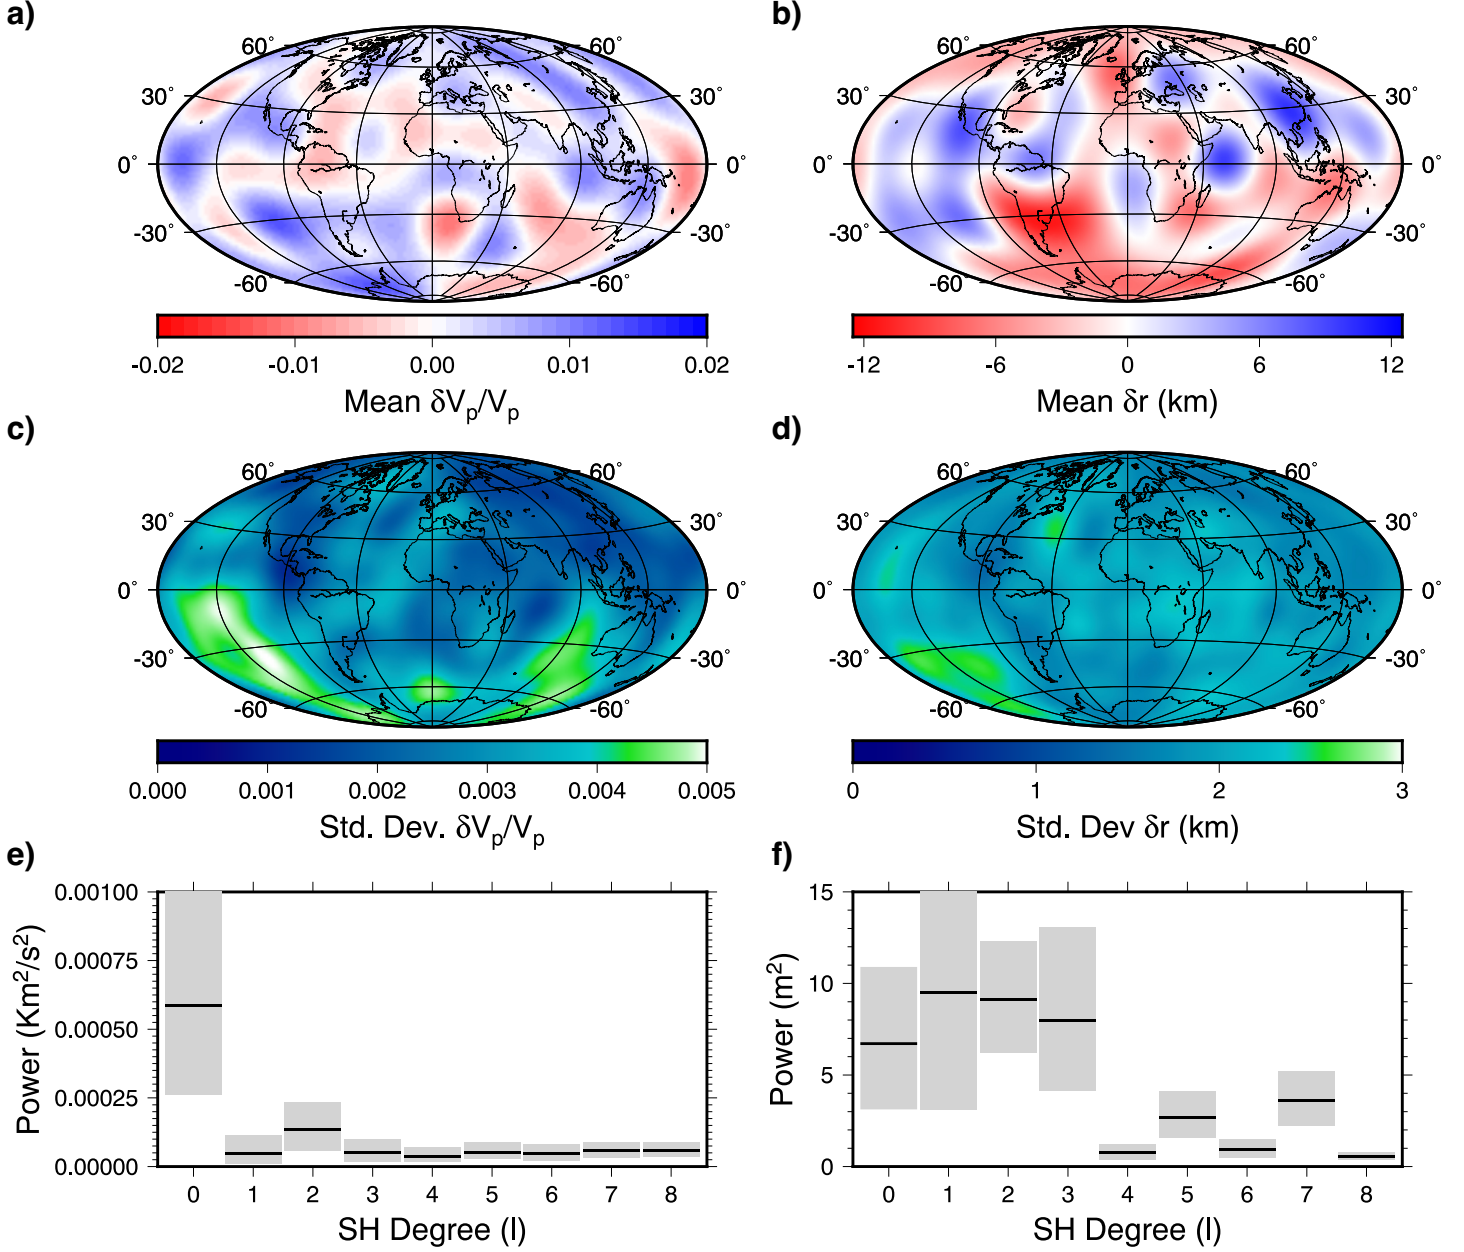 a)
b)
60°
60°
60°
60°
30°
30°
30°
30°
0°
0°
0°
0°
-30°
-30°
-30°
-30°
-60°
-60°
-60°
-60°
-0.02 -0.01 0.00 0.01 0.02
-12 -6 0 6 12
Mean δVp/Vp
Mean δr (km)
c)
d)
60°
60°
60°
60°
30°
30°
30°
30°
0°
0°
0°
0°
-30°
-30°
-30°
-30°
-60°
-60°
-60°
-60°
0.000 0.001 0.002 0.003 0.004 0.005
0 1 2 3
Std. Dev. δVp/Vp
Std. Dev δr (km)
e)
0.00100
0.00075
0.00050
0.00025
0.00000
Power (Km²/s²)
0 1 2 3 4 5 6 7 8
SH Degree (l)
f)
15
10
5
0
Power (m²)
0 1 2 3 4 5 6 7 8
SH Degree (l)